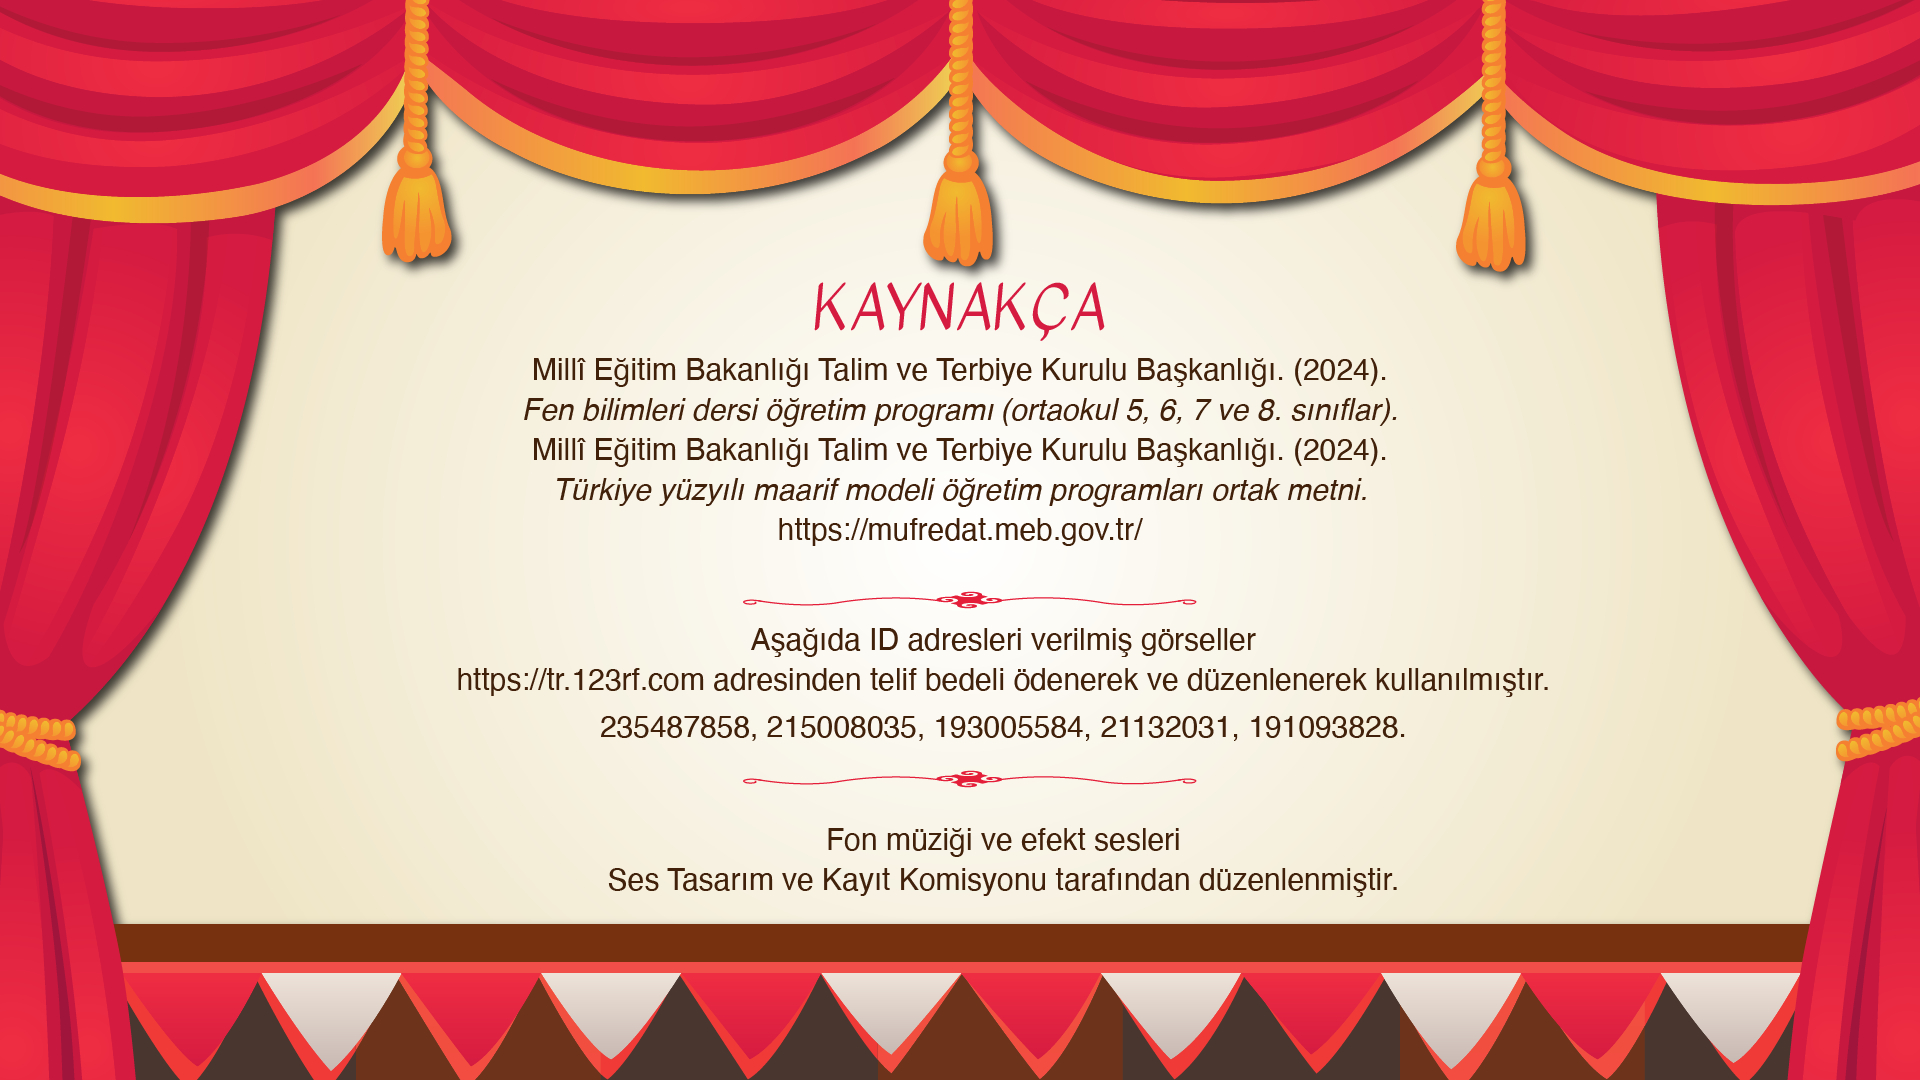 KAYNAKÇA
Millî Eğitim Bakanlığı Talim ve Terbiye Kurulu Başkanlığı. (2024).
Fen bilimleri dersi öğretim programı (ortaokul 5, 6, 7 ve 8. sınıflar).
Millî Eğitim Bakanlığı Talim ve Terbiye Kurulu Başkanlığı. (2024).
Türkiye yüzyılı maarif modeli öğretim programları ortak metni.
https://mufredat.meb.gov.tr/
Aşağıda ID adresleri verilmiş görseller
https://tr.123rf.com adresinden telif bedeli ödenerek ve düzenlenerek kullanılmıştır.
235487858, 215008035, 193005584, 21132031, 191093828.
Fon müziği ve efekt sesleri
Ses Tasarım ve Kayıt Komisyonu tarafından düzenlenmiştir.